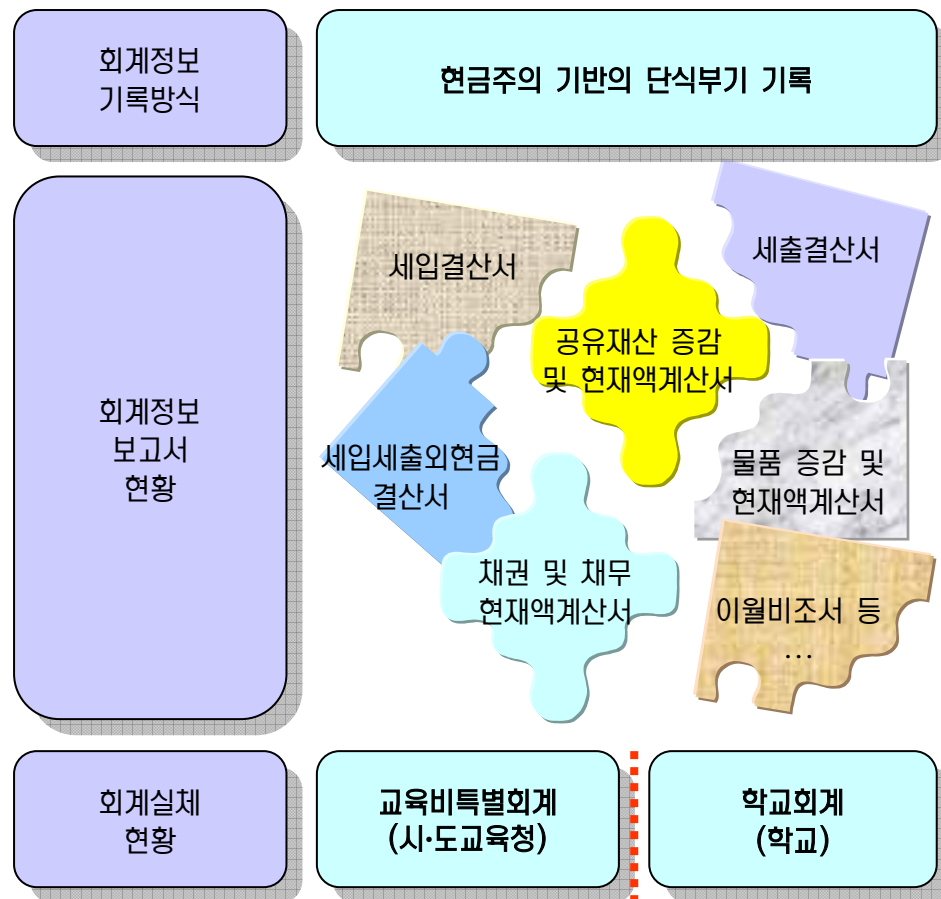 회계정보
기록방식
현금주의 기반의 단식부기 기록
회계정보
보고서
현황
세입결산서
세출결산서
공유재산 증감
및 현재액계산서
세입세출외현금
결산서
물품 증감 및
현재액계산서
채권 및 채무
현재액계산서
이월비조서 등
...
회계실체
현황
교육비특별회계
(시·도교육청)
학교회계
(학교)